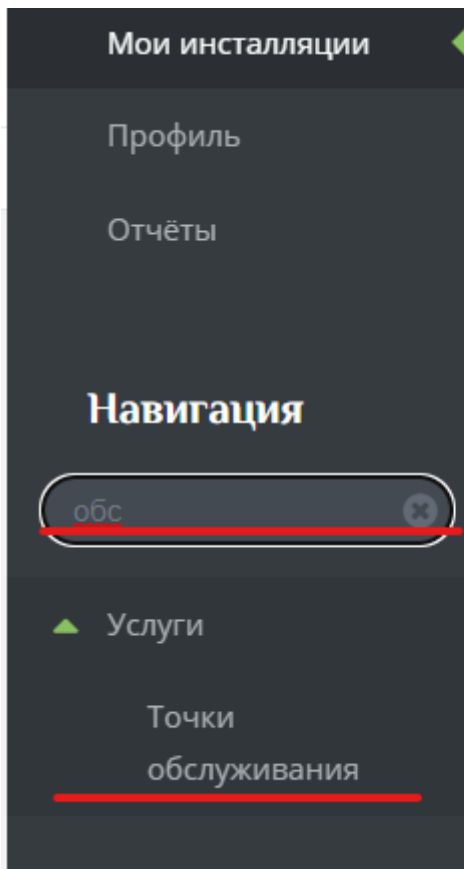 Мои инсталляции
Профиль
Отчёты
Навигация
обс
Услуги
Точки
обслуживания